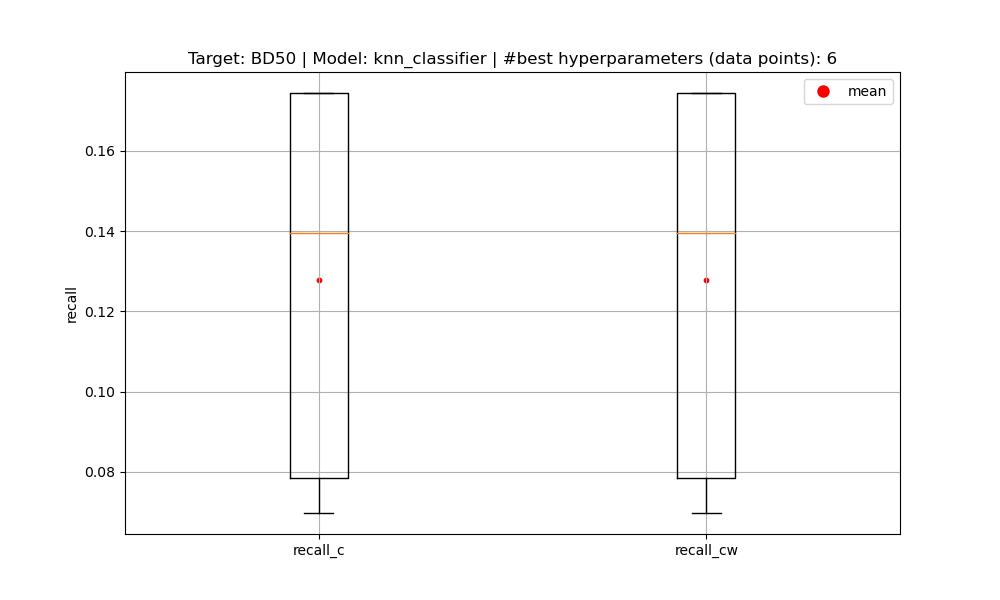 Target: BD50 | Model: knn_classifier | #best hyperparameters (data points): 6
mean
0.16
0.14
0.12
0.10
0.08
recall
recall_c
recall_cw